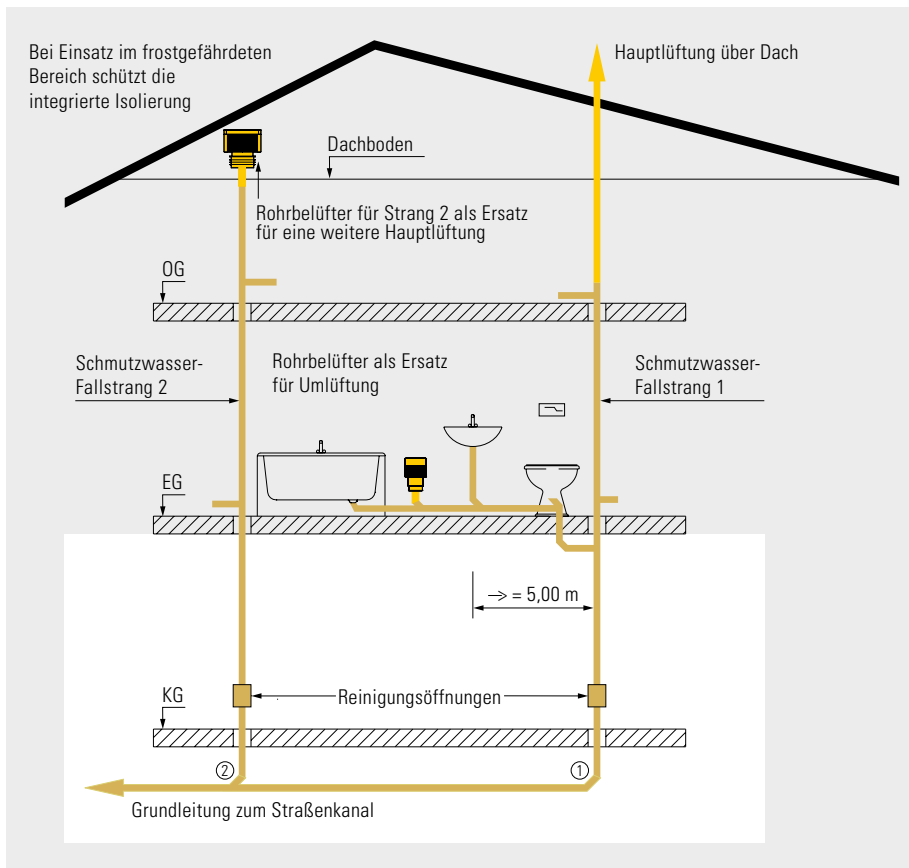 Bei Einsatz im frostgefährdeten
Bereich schützt die
integrierte Isolierung
Hauptlüftung über Dach
Dachboden
Rohrbelüfter für Strang 2 als Ersatz
für eine weitere Hauptlüftung
OG
Schmutzwasser-
Fallstrang 2
Rohrbelüfter als Ersatz
für Umlüftung
Schmutzwasser-
Fallstrang 1
EG
-> = 5,00 m
KG
Reinigungsöffnungen
②
①
Grundleitung zum Straßenkanal